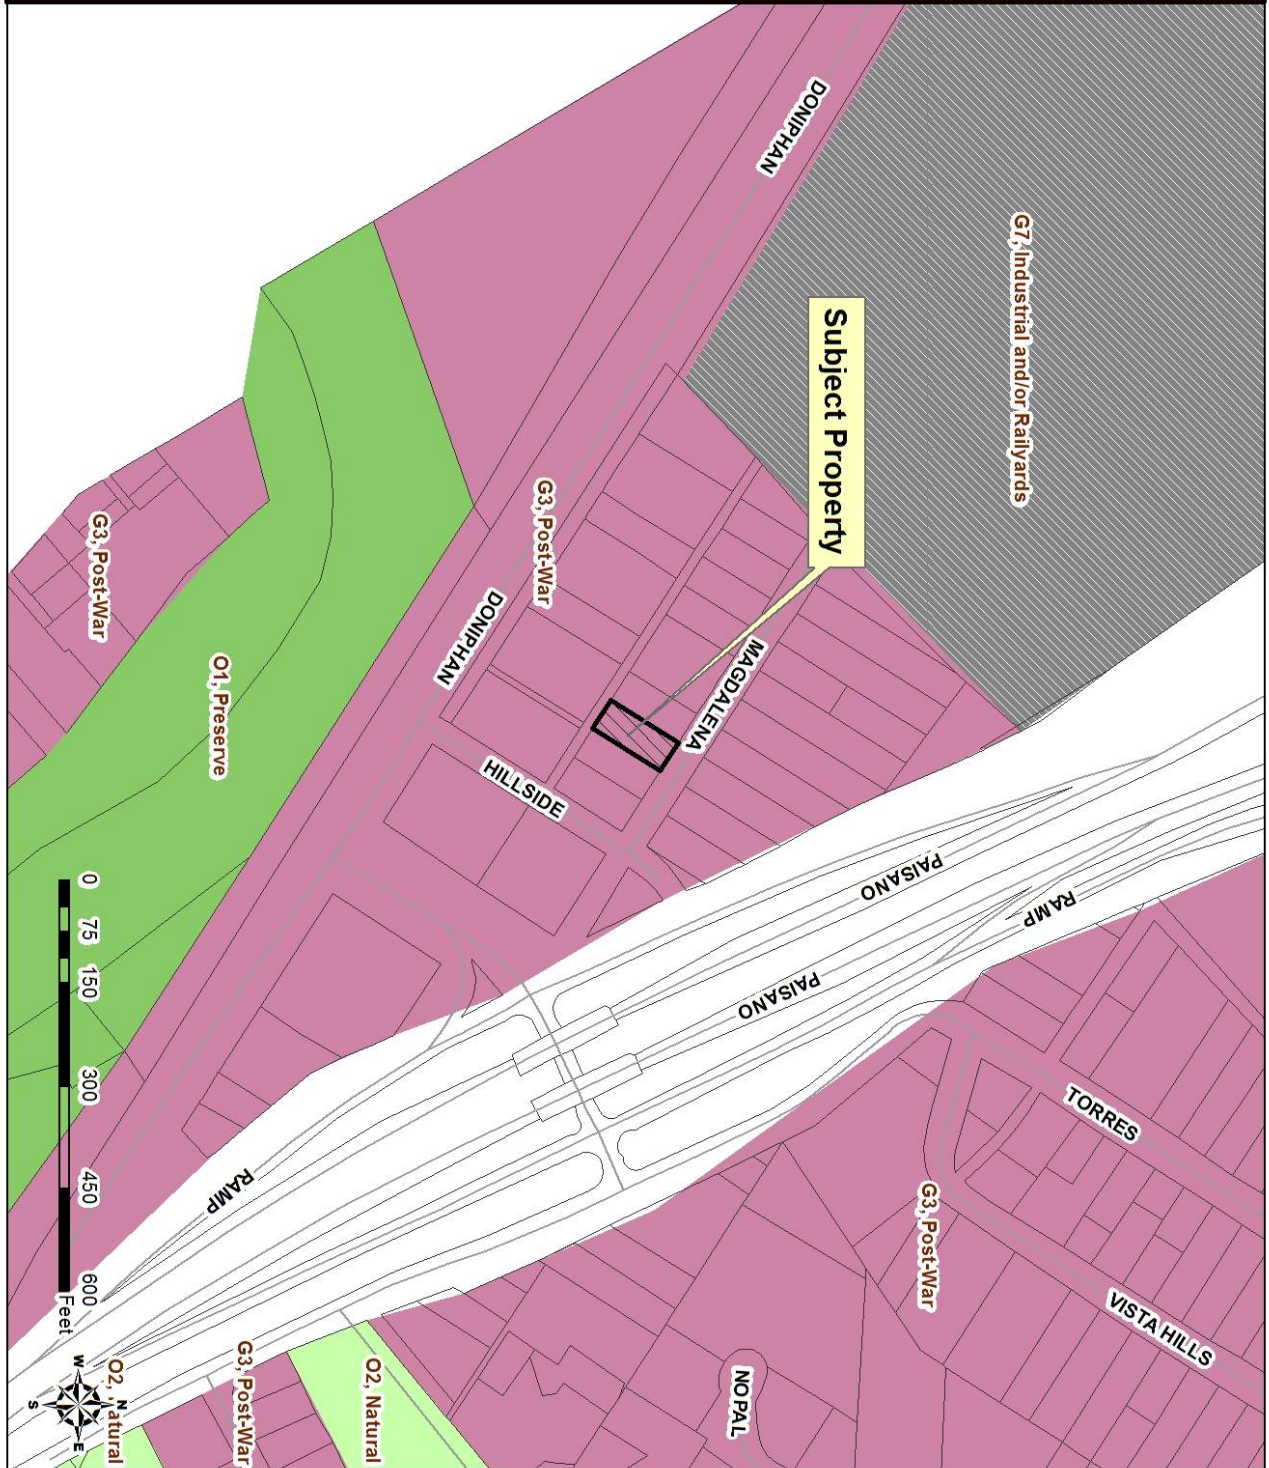 VISTA HILLS
TORRES
RAMP
G7, Industrial and/or Railyards
G3, Post-War
PAISANO
Subject Property
DONIPHAN
PAISANO
NOPAL
MAGDALENA
G3, Post-War
HILLSIDE
DONIPHAN
O2, Natural
G3, Post-War
RAMP
O1, Preserve
O2, Natural
G3, Post-War
0 75 150 300 450 600
Feet
N
W E
S